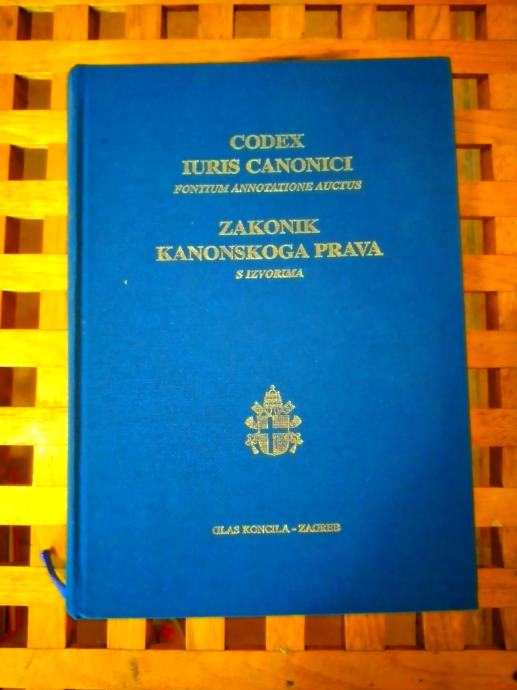 CODEX
IURIS CANONICI
FONTIUM ANNOTATIONE AUCTUS
ZAKONIK
KANONSKOGA PRAVA
S IZVORIMA
GLAS KONCILA - ZAGREB